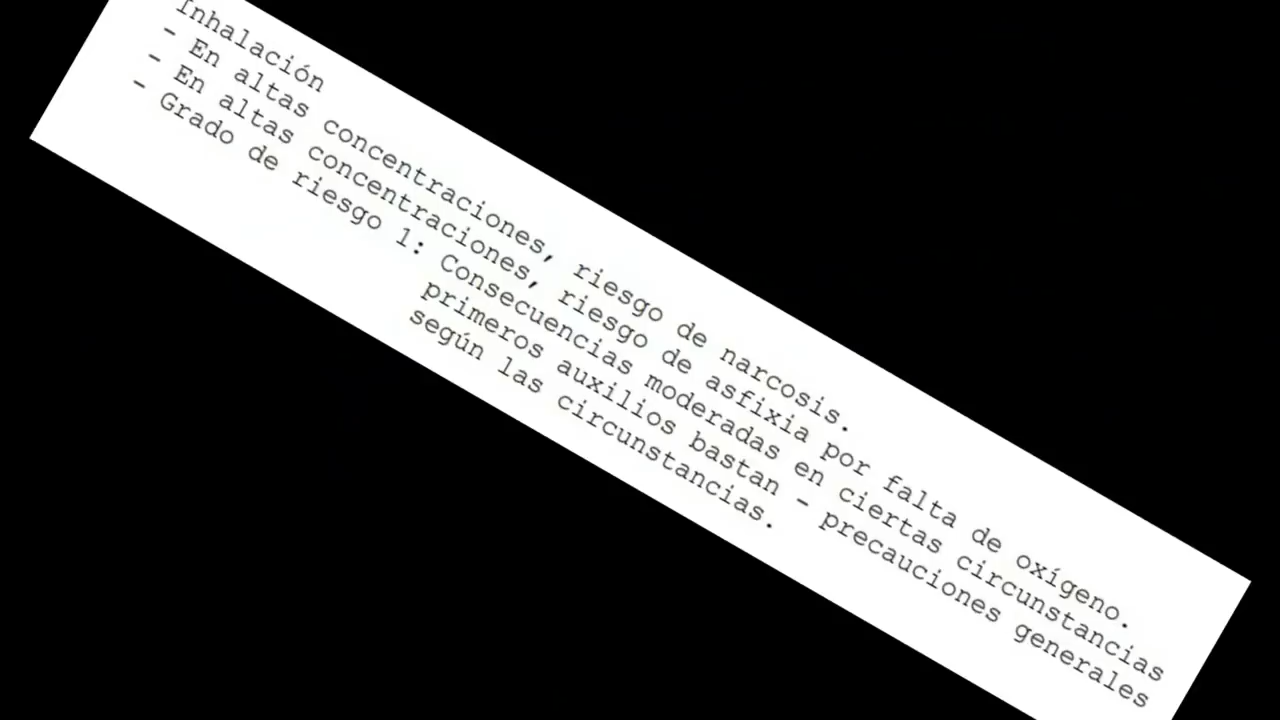 Inhalación
- En altas concentraciones, riesgo de narcosis.
- En altas concentraciones, riesgo de asfixia por falta de oxígeno.
- Grado de riesgo 1: Consecuencias moderadas en ciertas circunstancias
primeros auxilios bastan - precauciones generales
según las circunstancias.